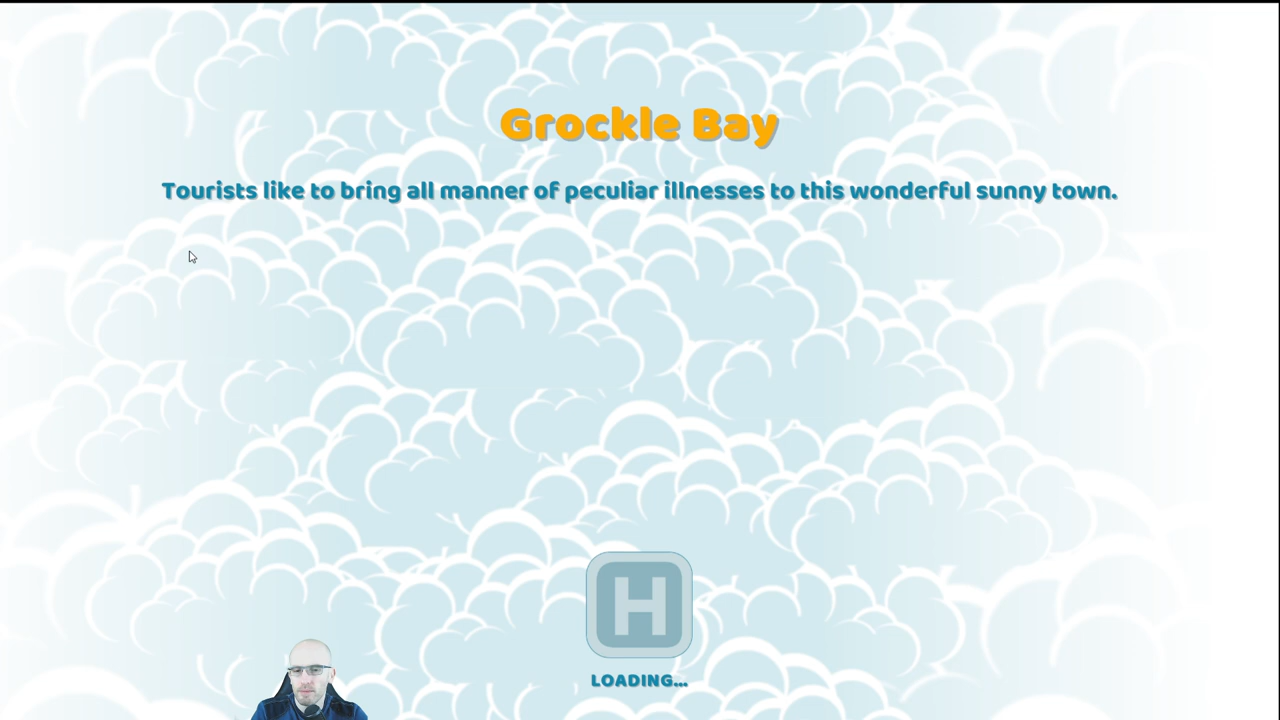 Grockle Bay
Tourists like to bring all manner of peculiar illnesses to this wonderful sunny town.
H
LOADING...